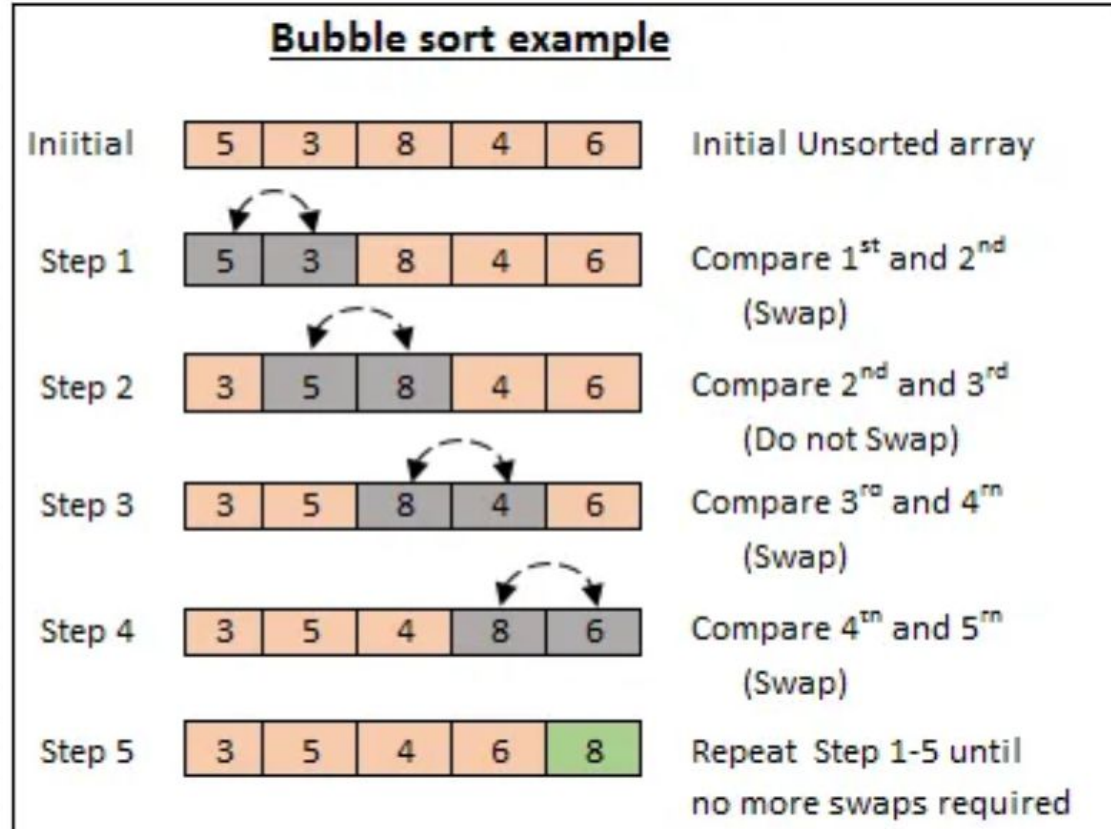 Bubble sort example
Iniitial 5 3 8 4 6 Initial Unsorted array
Step 1 5 3 8 4 6 Compare 1st and 2nd
(Swap)
Step 2 3 5 8 4 6 Compare 2nd and 3rd
(Do not Swap)
Step 3 3 5 8 4 6 Compare 3rd and 4th
(Swap)
Step 4 3 5 4 8 6 Compare 4th and 5th
(Swap)
Step 5 3 5 4 6 8 Repeat Step 1-5 until
no more swaps required